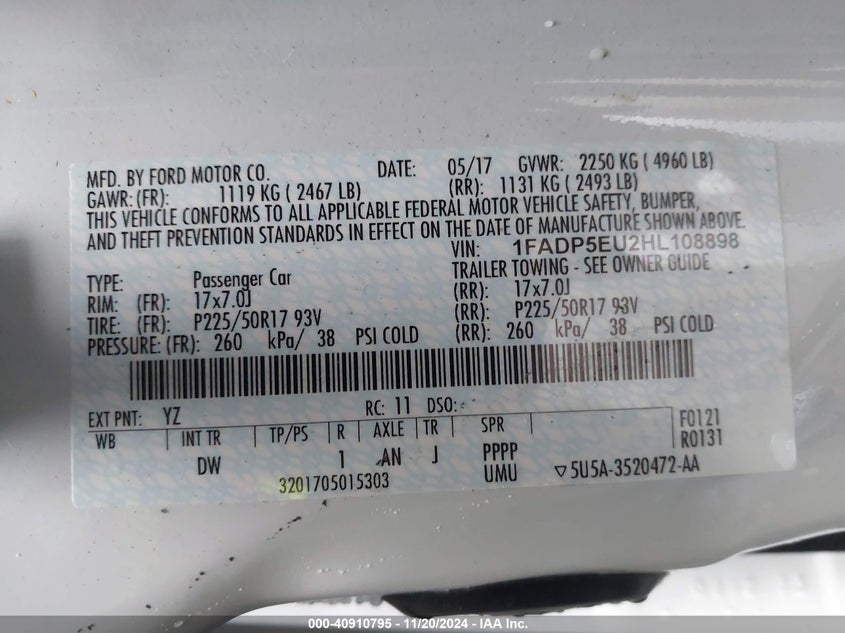 MFD. BY FORD MOTOR CO. DATE: 05/17 GVWR: 2250 KG ( 4960 LB)
GAWR: (FR): 1119 KG ( 2467 LB) (RR): 1131 KG ( 2493 LB)
THIS VEHICLE CONFORMS TO ALL APPLICABLE FEDERAL MOTOR VEHICLE SAFETY, BUMPER,
AND THEFT PREVENTION STANDARDS IN EFFECT ON THE DATE OF MANUFACTURE SHOWN ABOVE.
VIN: 1FADP5EU2HL108898
TYPE: Passenger Car TRAILER TOWING - SEE OWNER GUIDE
RIM: (FR): 17x7.0J (RR): 17x7.0J
TIRE: (FR): P225/50R17 93V (RR): P225/50R17 93V
PRESSURE: (FR): 260 kPa/ 38 PSI COLD (RR): 260 kPa/ 38 PSI COLD
EXT PNT: YZ RC: 11 DSO:
WB INT TR TP/PS R AXLE TR SPR F0121
DW 1 AN J PPPP R0131
3201705015303 UMU ▽5U5A-3520472-AA
000-40910795 - 11/20/2024 - IAA Inc.